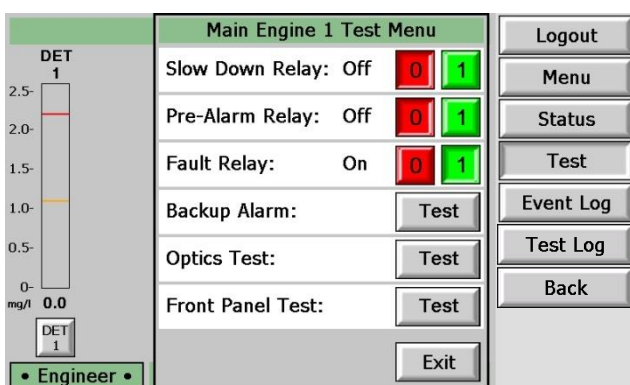 Main Engine 1 Test Menu
DET
1
2.5-
2.0-
1.5-
1.0-
0.5-
0-
mg/l 0.0
DET
1
• Engineer •
Slow Down Relay: Off 0 1
Pre-Alarm Relay: Off 0 1
Fault Relay: On 0 1
Backup Alarm: Test
Optics Test: Test
Front Panel Test: Test
Exit
Logout
Menu
Status
Test
Event Log
Test Log
Back